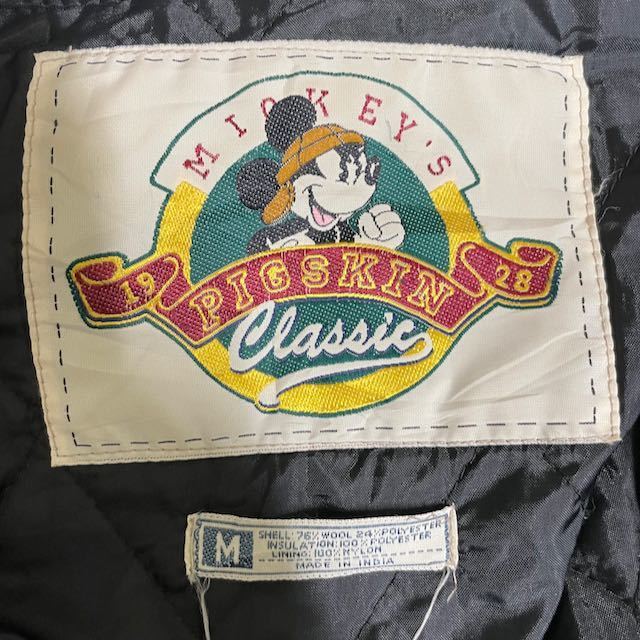 MICKEY'S
19 PIGSKIN 28
Classic
M
SHELL: 76% WOOL 24% POLYESTER
INSULATION: 100% POLYESTER
LINING: 100% NYLON
MADE IN INDIA